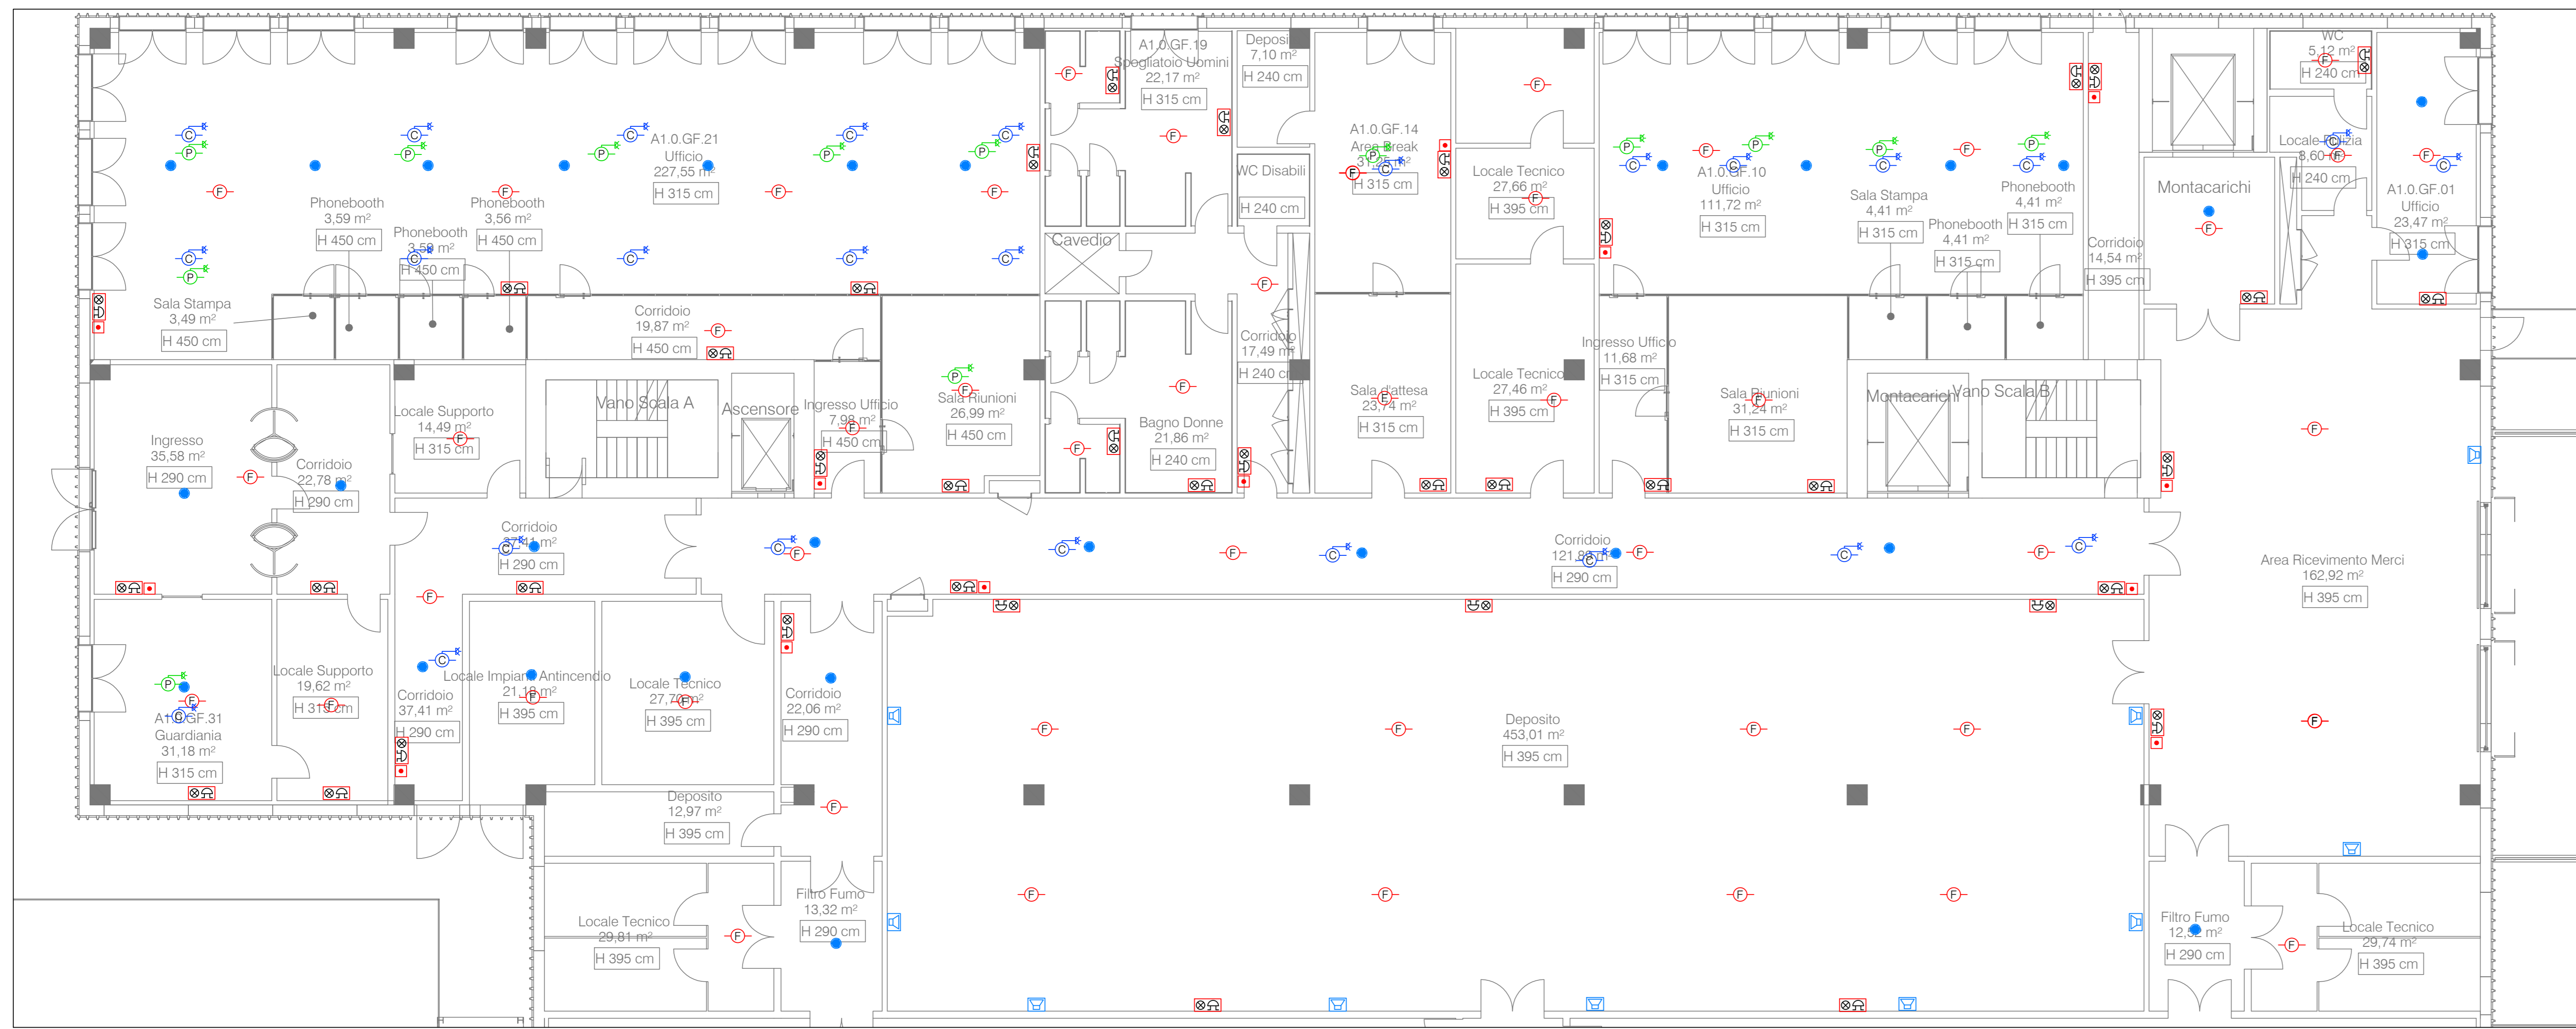 A1.0.GF.21
Ufficio
227,55 m²
H 315 cm
Phonebooth
3,59 m²
H 450 cm
Phonebooth
m²
H 450 cm
Phonebooth
3,56 m²
H 450 cm
Sala Stampa
3,49 m²
H 450 cm
Corridoio
19,87 m²
H 450 cm
A1.0.GF.19
Spogliatoio Uomini
22,17 m²
H 315 cm
Deposito
7,10 m²
H 240 cm
WC Disabili
H 240 cm
Cavedio
Corridoio
17,49 m²
H 240 cm
A1.0.GF.14
Area Break
H 315 cm
Locale Tecnico
27,66 m²
H 395 cm
A1.0.GF.10
Ufficio
111,72 m²
H 315 cm
Sala Stampa
4,41 m²
H 315 cm
Phonebooth
4,41 m²
H 315 cm
Phonebooth
4,41 m²
H 315 cm
Corridoio
14,54 m²
H 395 cm
Montacarichi
WC
5,12 m²
H 240 cm
Locale Pulizia
8,60 m²
H 240 cm
A1.0.GF.01
Ufficio
23,47 m²
H 315 cm
Ingresso
35,58 m²
H 290 cm
Corridoio
22,78 m²
H 290 cm
Locale Supporto
14,49 m²
H 315 cm
Vano Scala A
Ascensore
Ingresso Ufficio
7,98 m²
H 450 cm
Sala Riunioni
26,99 m²
H 450 cm
Bagno Donne
21,86 m²
H 240 cm
Sala d'attesa
23,74 m²
H 315 cm
Locale Tecnico
27,46 m²
H 395 cm
Ingresso Ufficio
11,68 m²
H 315 cm
Sala Riunioni
31,24 m²
H 315 cm
Montacarichi
Vano Scala B
Corridoio
37,41 m²
H 290 cm
Corridoio
H 290 cm
Area Ricevimento Merci
162,92 m²
H 395 cm
A1.0.GF.31
Guardiania
31,18 m²
H 315 cm
Locale Supporto
19,62 m²
H 315 cm
Corridoio
37,41 m²
H 290 cm
Locale Impianti Antincendio
m²
H 395 cm
Locale Tecnico
m²
H 395 cm
Corridoio
22,06 m²
H 290 cm
Deposito
12,97 m²
H 395 cm
Deposito
453,01 m²
H 395 cm
Locale Tecnico
29,81 m²
H 395 cm
Filtro Fumo
13,32 m²
H 290 cm
Filtro Fumo
m²
H 290 cm
Locale Tecnico
29,74 m²
H 395 cm